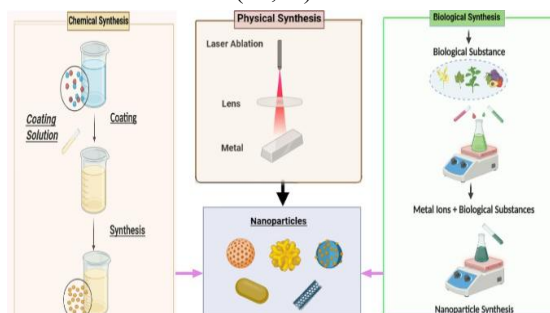 Chemical Synthesis
Coating
Solution
Coating
Synthesis
Physical Synthesis
Laser Ablation
Lens
Metal
Nanoparticles
Biological Synthesis
Biological Substance
Metal Ions + Biological Substances
Nanoparticle Synthesis